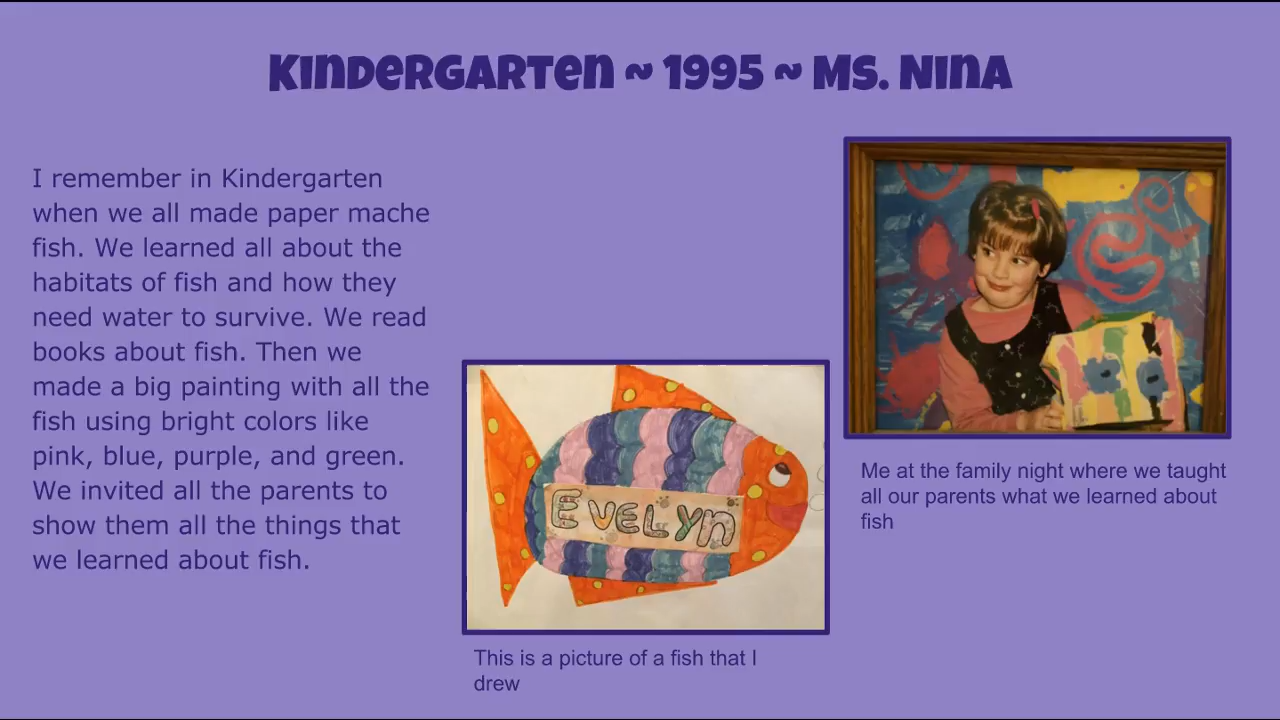 Kindergarten ~ 1995 ~ Ms. Nina
I remember in Kindergarten
when we all made paper mache
fish. We learned all about the
habitats of fish and how they
need water to survive. We read
books about fish. Then we
made a big painting with all the
fish using bright colors like
pink, blue, purple, and green.
We invited all the parents to
show them all the things that
we learned about fish.
EVELYn
This is a picture of a fish that I
drew
Me at the family night where we taught
all our parents what we learned about
fish